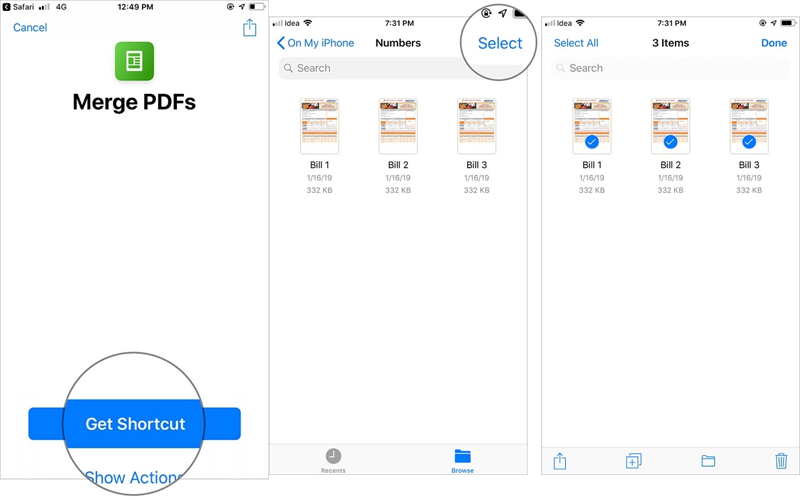 Safari 4G 12:49 PM
Cancel
Merge PDFs
Get Shortcut
Show Actions
Idea 7:31 PM
On My iPhone Numbers Select
Search
Bill 1 Bill 2 Bill 3
1/16/19 1/16/19 1/16/19
332 KB 332 KB 332 KB
Recents Browse
Idea 7:31 PM
Select All 3 Items Done
Search
Bill 1 Bill 2 Bill 3
1/16/19 1/16/19 1/16/19
332 KB 332 KB 332 KB